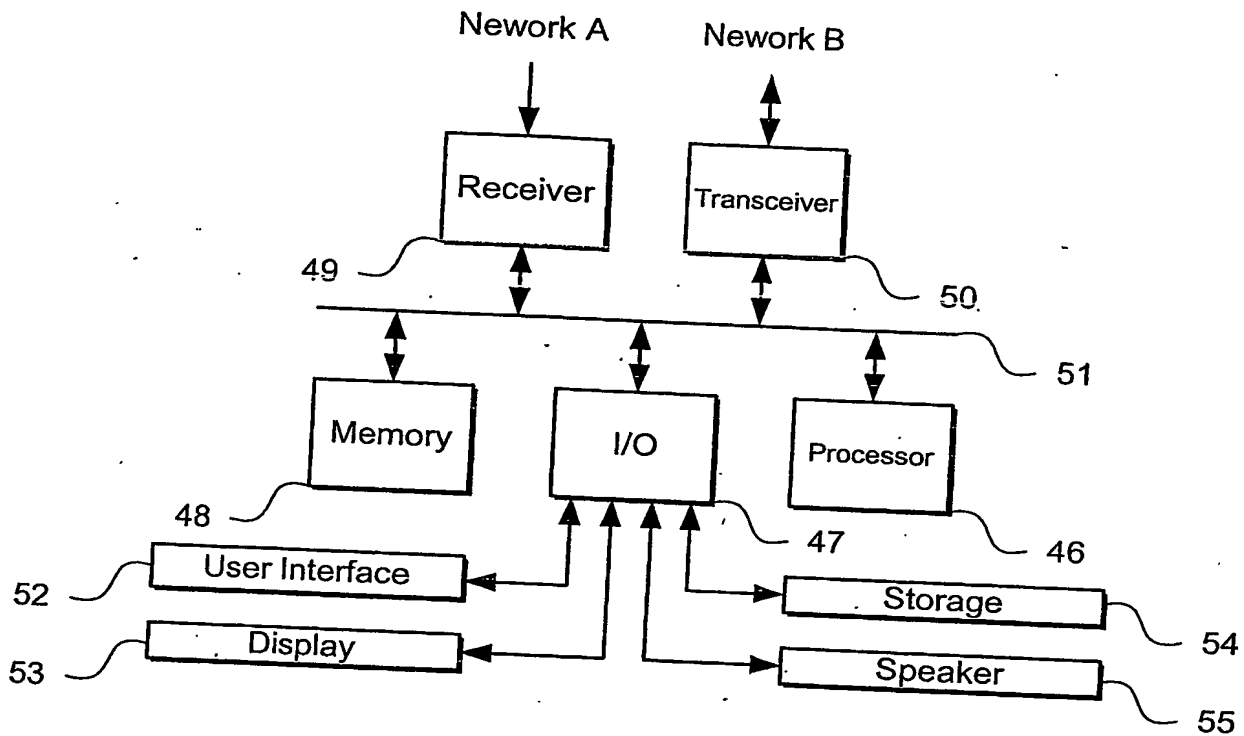 Nework A
Nework B
Receiver
Transceiver
49
50
51
Memory
I/O
Processor
48
47
46
52
User Interface
Storage
53
Display
54
Speaker
55